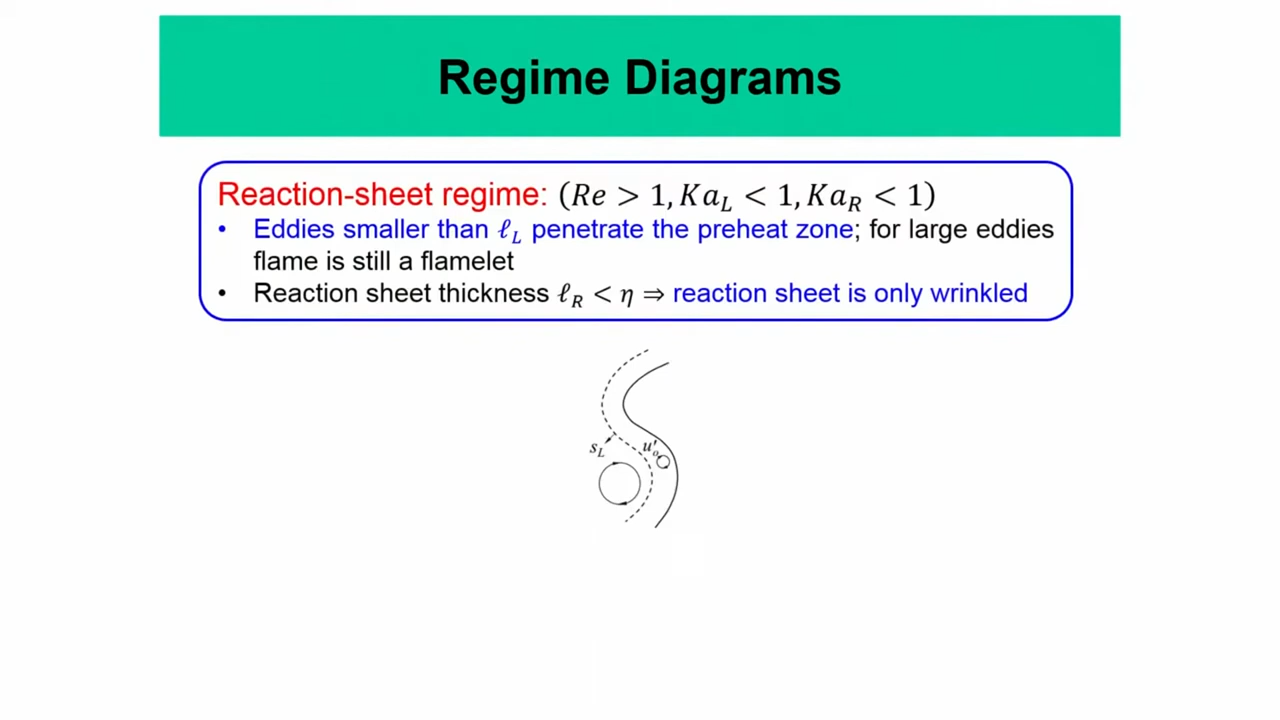 Regime Diagrams
Reaction-sheet regime: (Re > 1, Ka_L < 1, Ka_R < 1)
• Eddies smaller than ℓ_L penetrate the preheat zone; for large eddies
flame is still a flamelet
• Reaction sheet thickness ℓ_R < η ⇒ reaction sheet is only wrinkled
s_L
u'_o